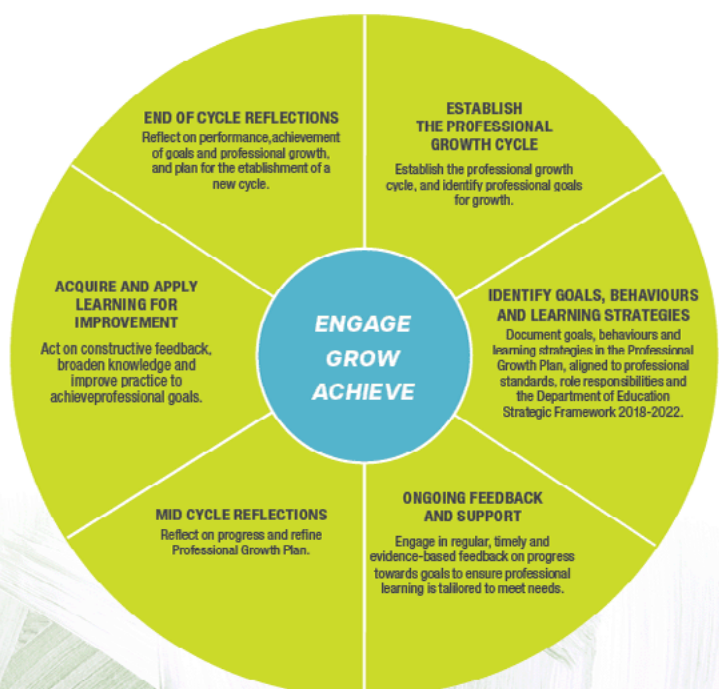 END OF CYCLE REFLECTIONS
Reflect on performance,achievement
of goals and professional growth,
and plan for the etablishment of a
new cycle.
ESTABLISH
THE PROFESSIONAL
GROWTH CYCLE
Establish the professional growth
cycle, and identify professional goals
for growth.
IDENTIFY GOALS, BEHAVIOURS
AND LEARNING STRATEGIES
Document goals, behaviours and
learning strategies in the Professional
Growth Plan, aligned to professional
standards, role responsibilities and
the Department of Education
Strategic Framework 2018-2022.
ONGOING FEEDBACK
AND SUPPORT
Engage in regular, timely and
evidence-based feedback on progress
towards goals to ensure professional
learning is talilored to meet needs.
MID CYCLE REFLECTIONS
Reflect on progress and refine
Professional Growth Plan.
ACQUIRE AND APPLY
LEARNING FOR
IMPROVEMENT
Act on constructive feedback,
broaden knowledge and
improve practice to
achieveprofessional goals.
ENGAGE
GROW
ACHIEVE